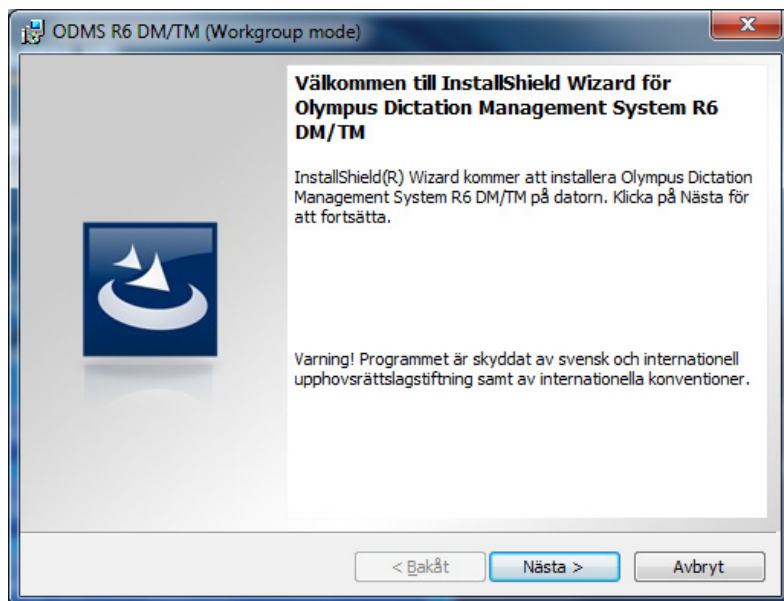 ODMS R6 DM/TM (Workgroup mode)
Välkommen till InstallShield Wizard för
Olympus Dictation Management System R6
DM/TM
InstallShield(R) Wizard kommer att installera Olympus Dictation
Management System R6 DM/TM på datorn. Klicka på Nästa för
att fortsätta.
Varning! Programmet är skyddat av svensk och internationell
upphovsrättslagstiftning samt av internationella konventioner.
< Bakåt Nästa > Avbryt